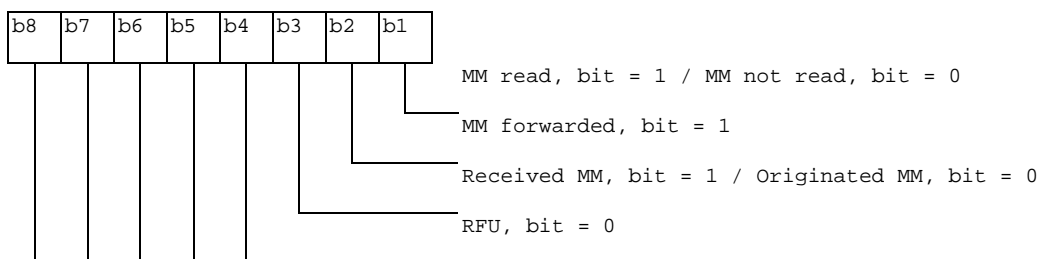 b8 b7 b6 b5 b4 b3 b2 b1
MM read, bit = 1 / MM not read, bit = 0
MM forwarded, bit = 1
Received MM, bit = 1 / Originated MM, bit = 0
RFU, bit = 0